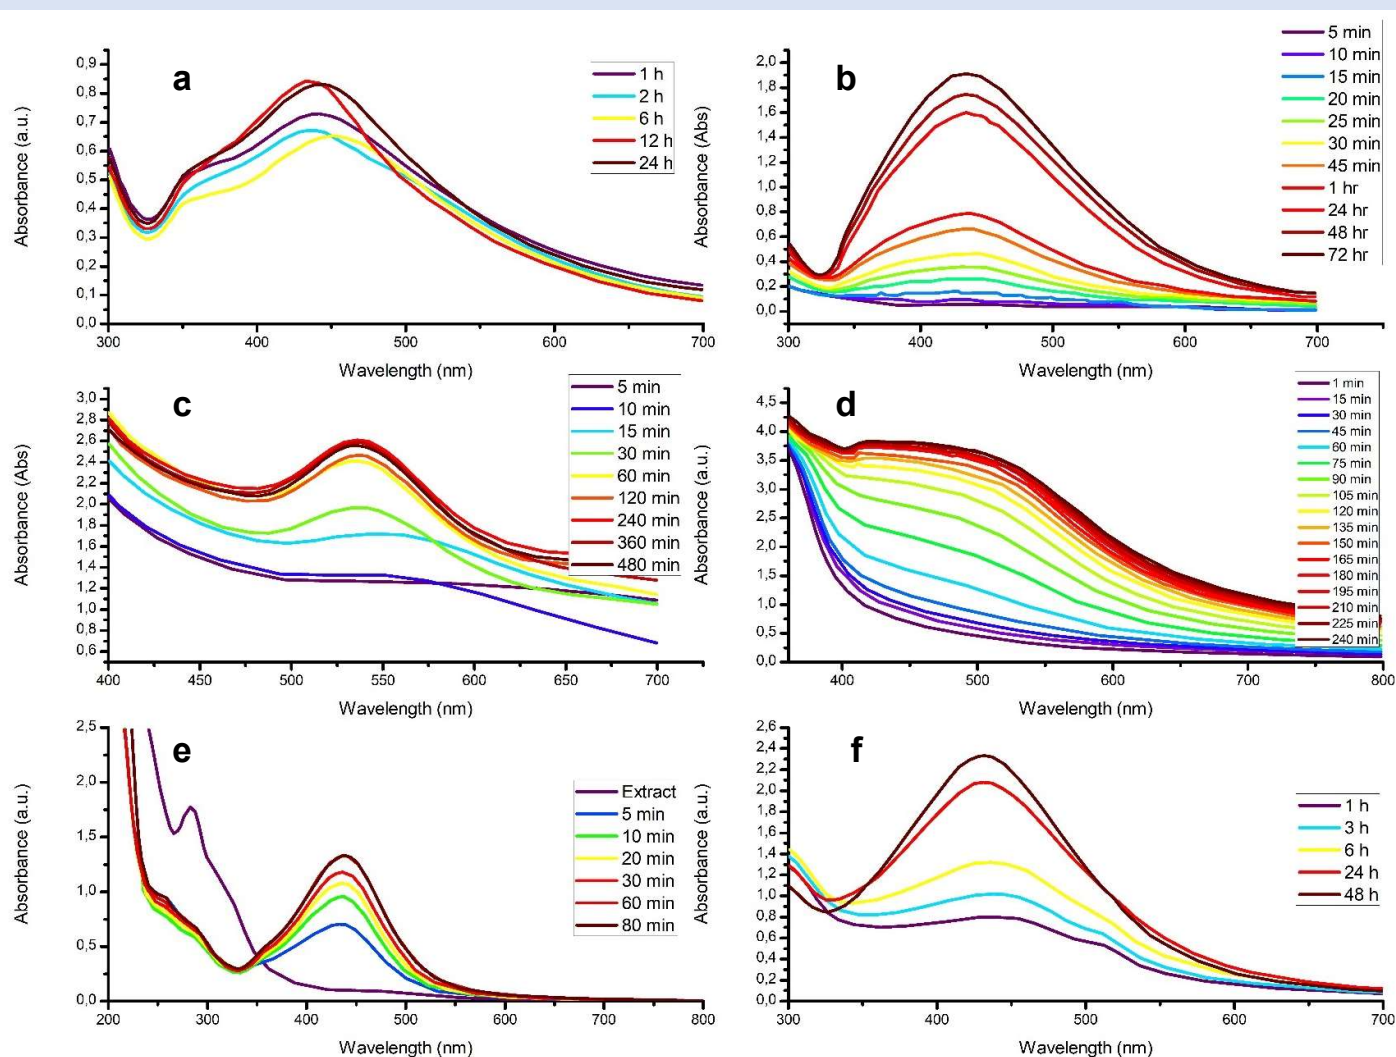 a
0,9
0,8
0,7
0,6
0,5
0,4
0,3
0,2
0,1
0,0
300
400
500
600
700
Absorbance (a.u.)
Wavelength (nm)
1 h
2 h
6 h
12 h
24 h
b
2,0
1,8
1,6
1,4
1,2
1,0
0,8
0,6
0,4
0,2
0,0
300
400
500
600
700
Absorbance (Abs)
Wavelength (nm)
5 min
10 min
15 min
20 min
25 min
30 min
45 min
1 hr
24 hr
48 hr
72 hr
c
3,0
2,8
2,6
2,4
2,2
2,0
1,8
1,6
1,4
1,2
1,0
0,8
0,6
400
450
500
550
600
650
700
Absorbance (Abs)
Wavelength (nm)
5 min
10 min
15 min
30 min
60 min
120 min
240 min
360 min
480 min
d
4,5
4,0
3,5
3,0
2,5
2,0
1,5
1,0
0,5
0,0
400
500
600
700
800
Absorbance (a.u.)
Wavelength (nm)
1 min
15 min
30 min
45 min
60 min
75 min
90 min
105 min
120 min
135 min
150 min
165 min
180 min
195 min
210 min
225 min
240 min
e
2,5
2,0
1,5
1,0
0,5
0,0
200
300
400
500
600
700
800
Absorbance (a.u.)
Wavelength (nm)
Extract
5 min
10 min
20 min
30 min
60 min
80 min
f
2,6
2,4
2,2
2,0
1,8
1,6
1,4
1,2
1,0
0,8
0,6
0,4
0,2
0,0
300
400
500
600
700
Absorbance (a.u.)
Wavelength (nm)
1 h
3 h
6 h
24 h
48 h